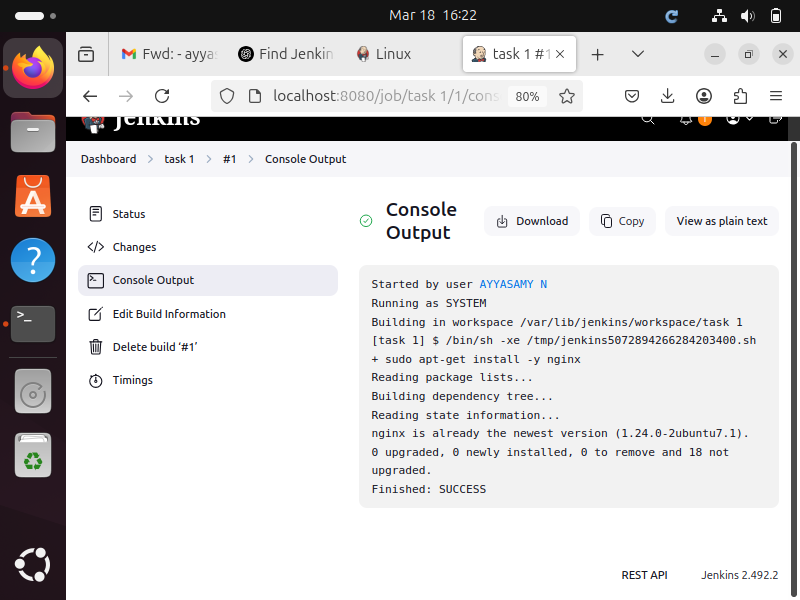 Mar 18 16:22
Fwd: - ayyas
Find Jenkin
Linux
task 1 #1
localhost:8080/job/task 1/1/cons
80%
Jenkins
1
Dashboard > task 1 > #1 > Console Output
Status
Changes
Console Output
Edit Build Information
Delete build ‘#1’
Timings
Console
Output
Download
Copy
View as plain text
Started by user AYYASAMY N
Running as SYSTEM
Building in workspace /var/lib/jenkins/workspace/task 1
[task 1] $ /bin/sh -xe /tmp/jenkins5072894266284203400.sh
+ sudo apt-get install -y nginx
Reading package lists...
Building dependency tree...
Reading state information...
nginx is already the newest version (1.24.0-2ubuntu7.1).
0 upgraded, 0 newly installed, 0 to remove and 18 not
upgraded.
Finished: SUCCESS
REST API
Jenkins 2.492.2